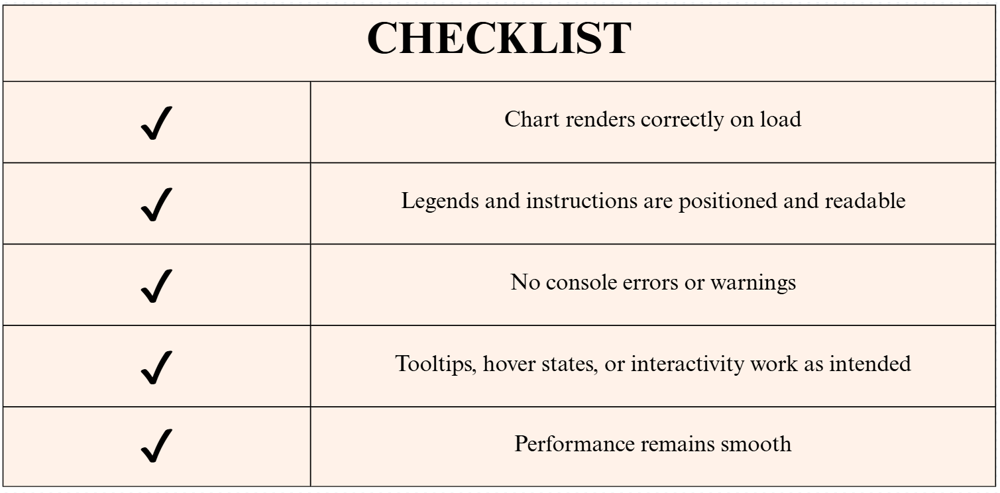 CHECKLIST
✓ Chart renders correctly on load
✓ Legends and instructions are positioned and readable
✓ No console errors or warnings
✓ Tooltips, hover states, or interactivity work as intended
✓ Performance remains smooth